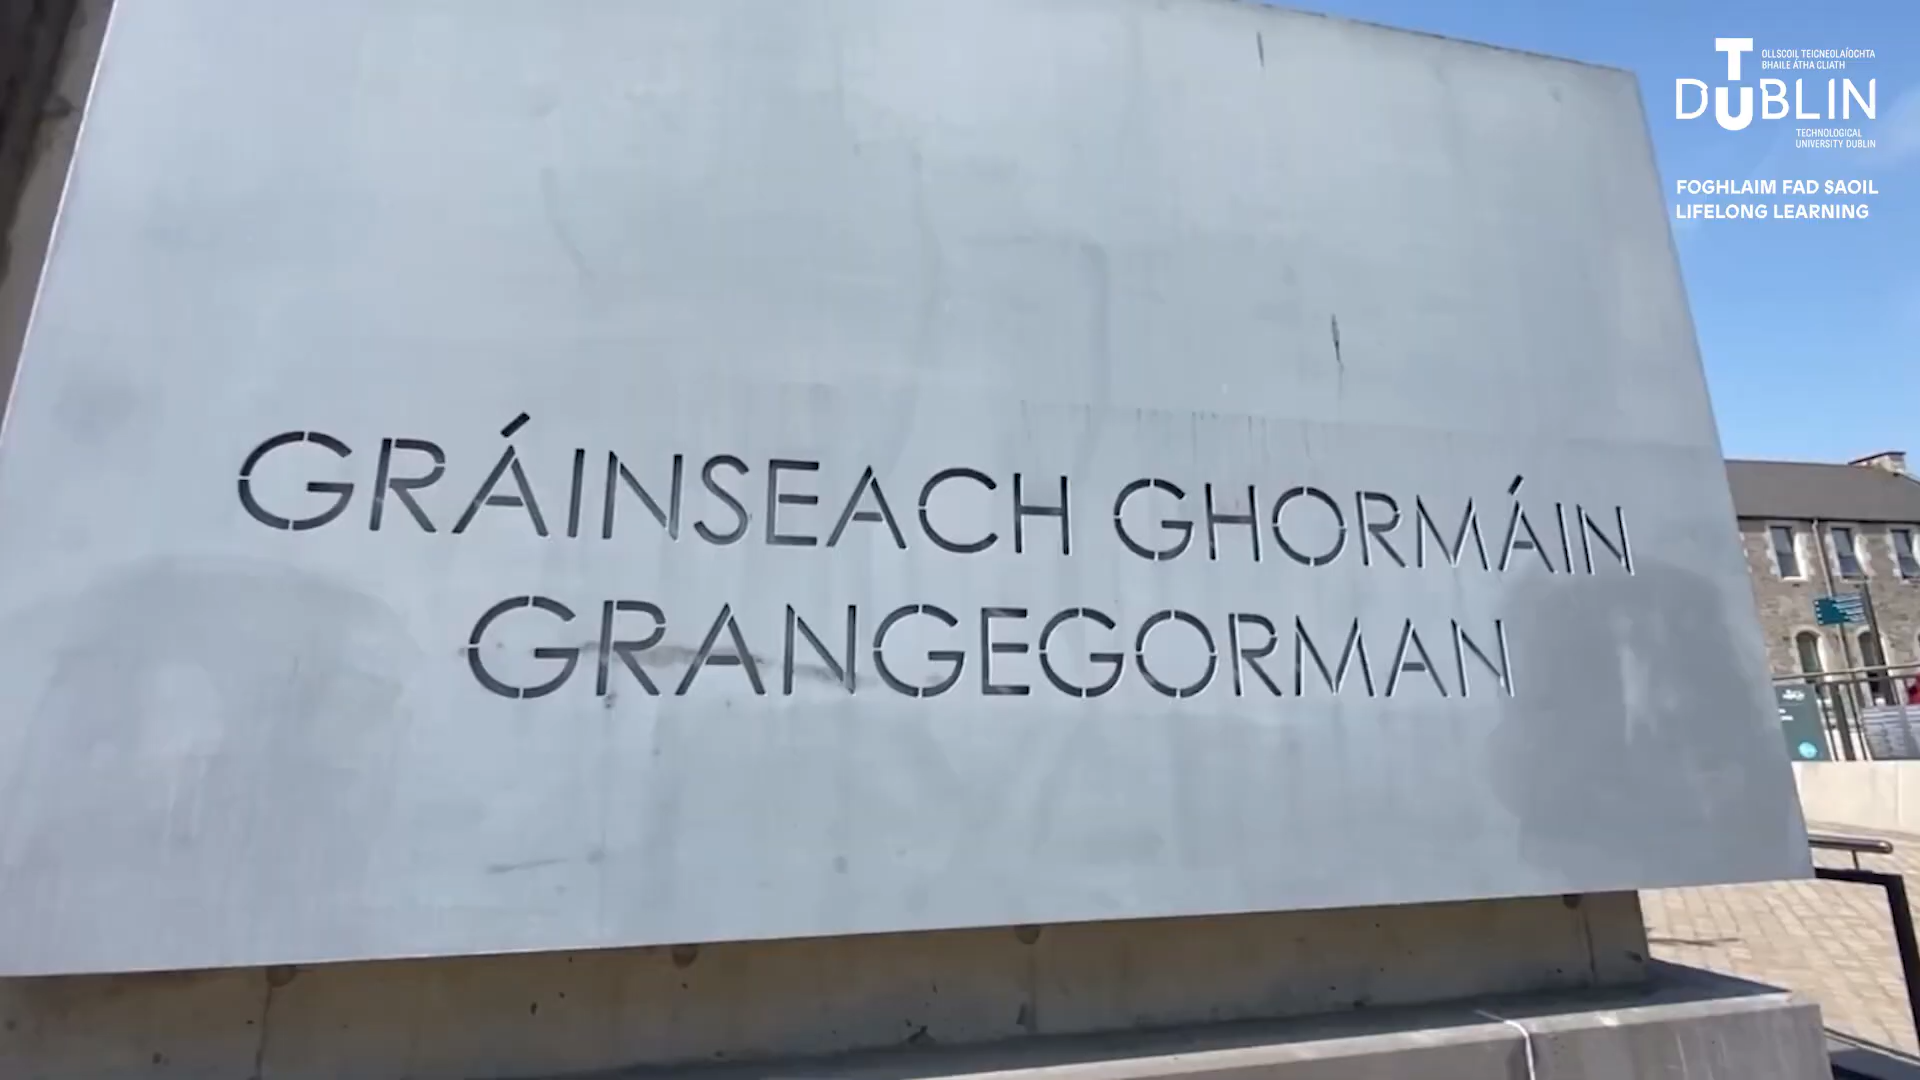 GRÁINSEACH GHORMÁIN
GRANGEGORMAN
OLLSCOIL TEICNEOLAÍOCHTA
BHAILE ÁTHA CLIATH
TU DUBLIN
TECHNOLOGICAL
UNIVERSITY DUBLIN
FOGHLAIM FAD SAOIL
LIFELONG LEARNING